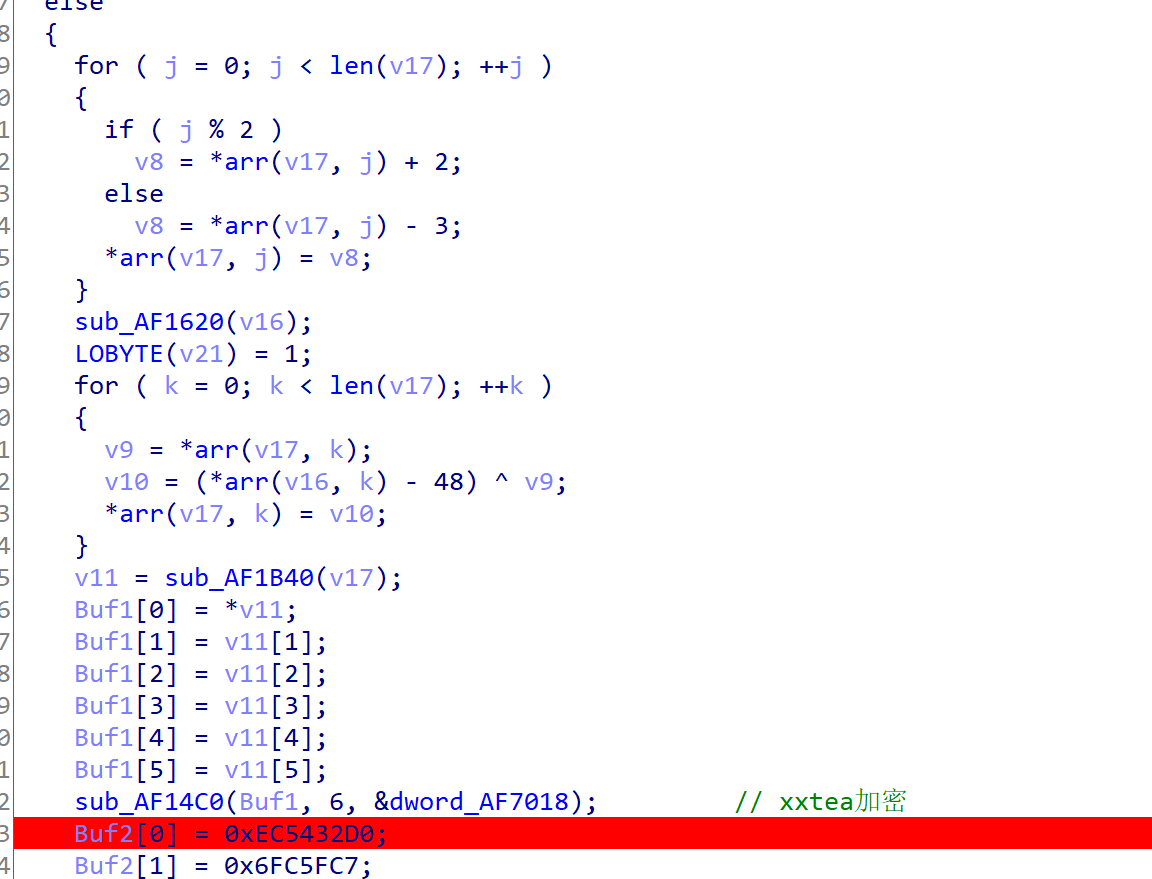 7 else
8 {
9 for ( j = 0; j < len(v17); ++j )
0 {
1 if ( j % 2 )
2 v8 = *arr(v17, j) + 2;
3 else
4 v8 = *arr(v17, j) - 3;
5 *arr(v17, j) = v8;
6 }
7 sub_AF1620(v16);
8 LOBYTE(v21) = 1;
9 for ( k = 0; k < len(v17); ++k )
0 {
1 v9 = *arr(v17, k);
2 v10 = (*arr(v16, k) - 48) ^ v9;
3 *arr(v17, k) = v10;
4 }
5 v11 = sub_AF1B40(v17);
6 Buf1[0] = *v11;
7 Buf1[1] = v11[1];
8 Buf1[2] = v11[2];
9 Buf1[3] = v11[3];
0 Buf1[4] = v11[4];
1 Buf1[5] = v11[5];
2 sub_AF14C0(Buf1, 6, &dword_AF7018); // xxtea加密
3 Buf2[0] = 0xEC5432D0;
4 Buf2[1] = 0x6FC5FC7;